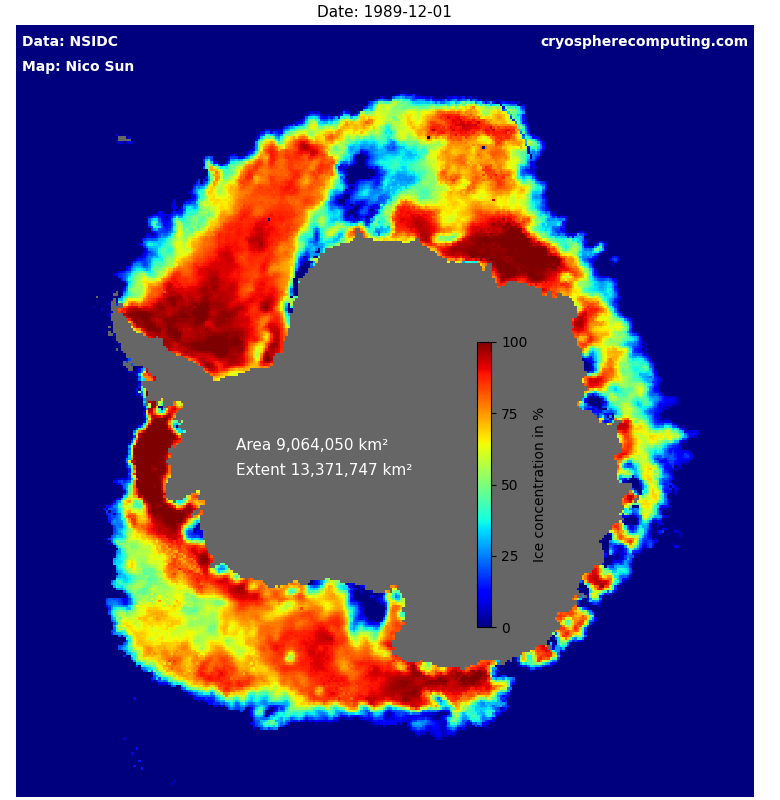 Date: 1989-12-01
Data: NSIDC
cryospherecomputing.com
Map: Nico Sun
100
75
50
25
0
Ice concentration in %
Area 9,064,050 km²
Extent 13,371,747 km²